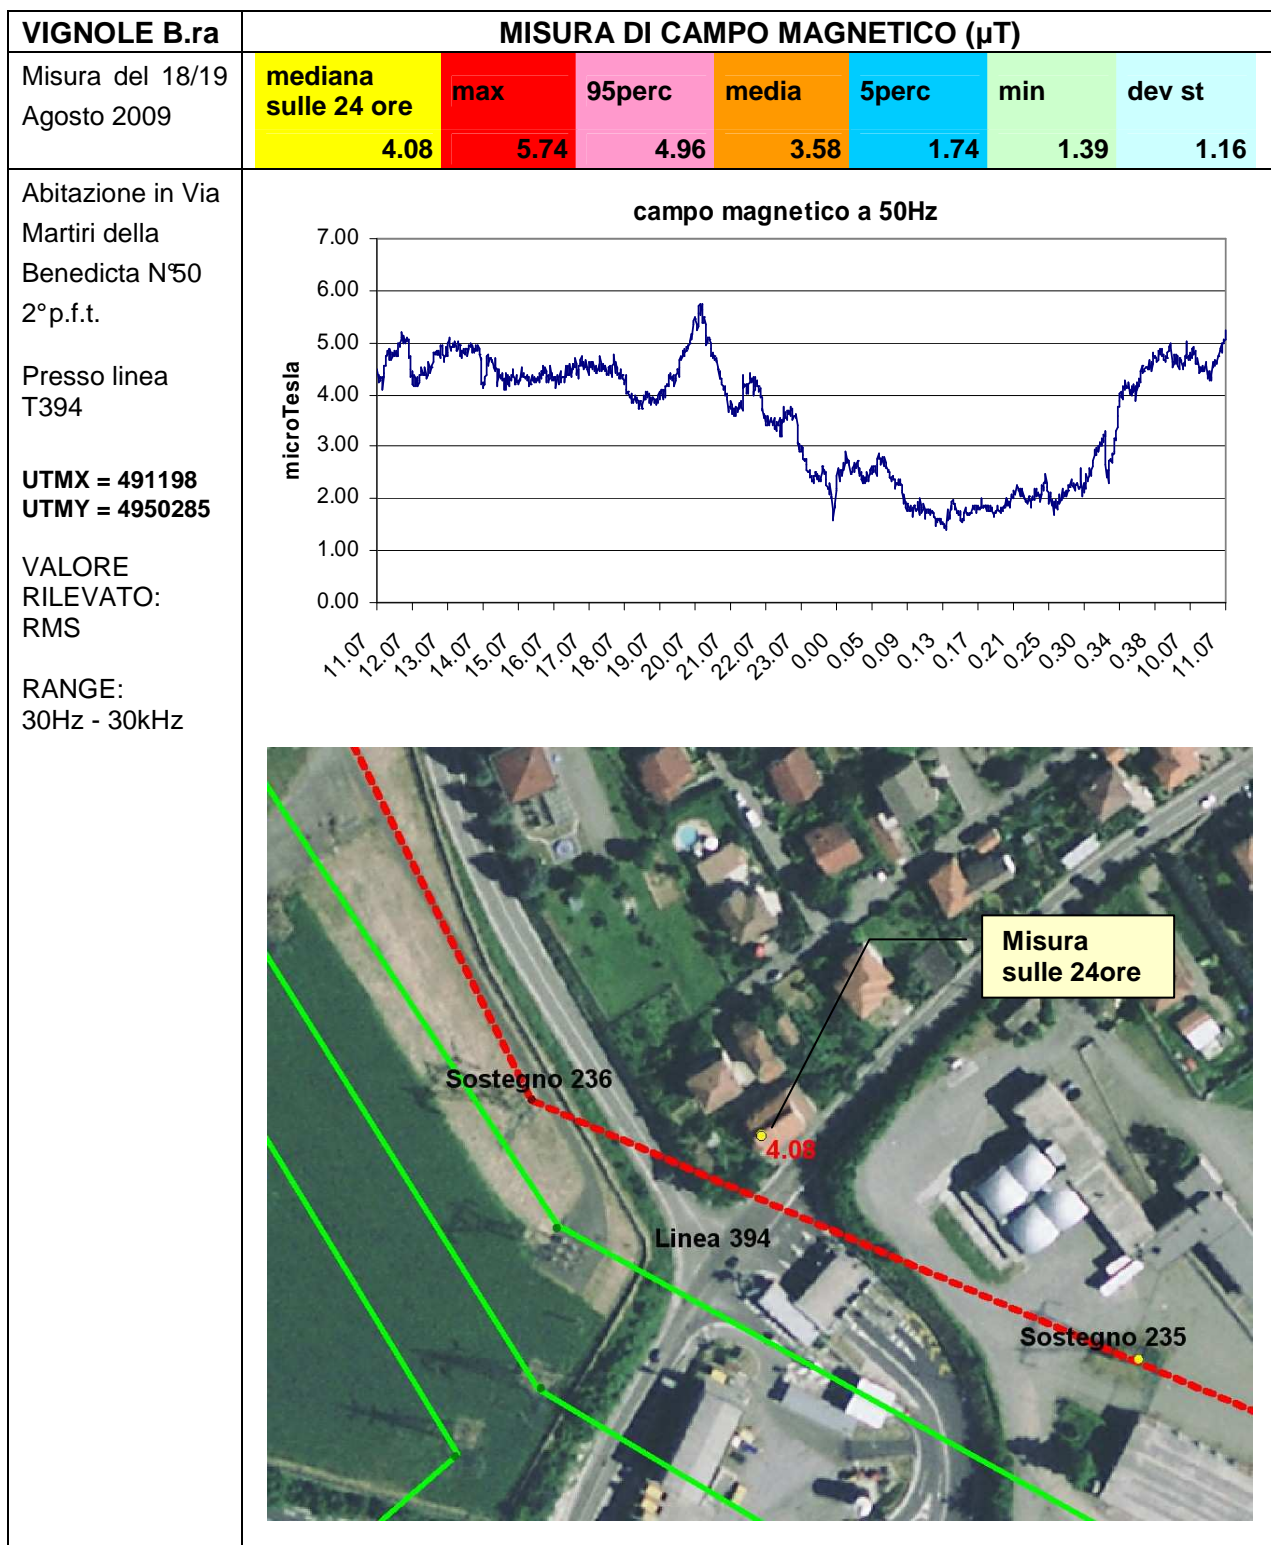 VIGNOLE B.ra
MISURA DI CAMPO MAGNETICO (µT)
Misura del 18/19
Agosto 2009
mediana
sulle 24 ore
max
95perc
media
5perc
min
dev st
4.08
5.74
4.96
3.58
1.74
1.39
1.16
Abitazione in Via
Martiri della
Benedicta N°50
2° p.f.t.
Presso linea
T394
UTMX = 491198
UTMY = 4950285
VALORE
RILEVATO:
RMS
RANGE:
30Hz - 30kHz
campo magnetico a 50Hz
microTesla
7.00
6.00
5.00
4.00
3.00
2.00
1.00
0.00
11.07
12.07
13.07
14.07
15.07
16.07
17.07
18.07
19.07
20.07
21.07
22.07
23.07
0.00
0.05
0.09
0.13
0.17
0.21
0.25
0.30
0.34
0.38
10.07
11.07
Misura
sulle 24ore
Sostegno 236
4.08
Linea 394
Sostegno 235